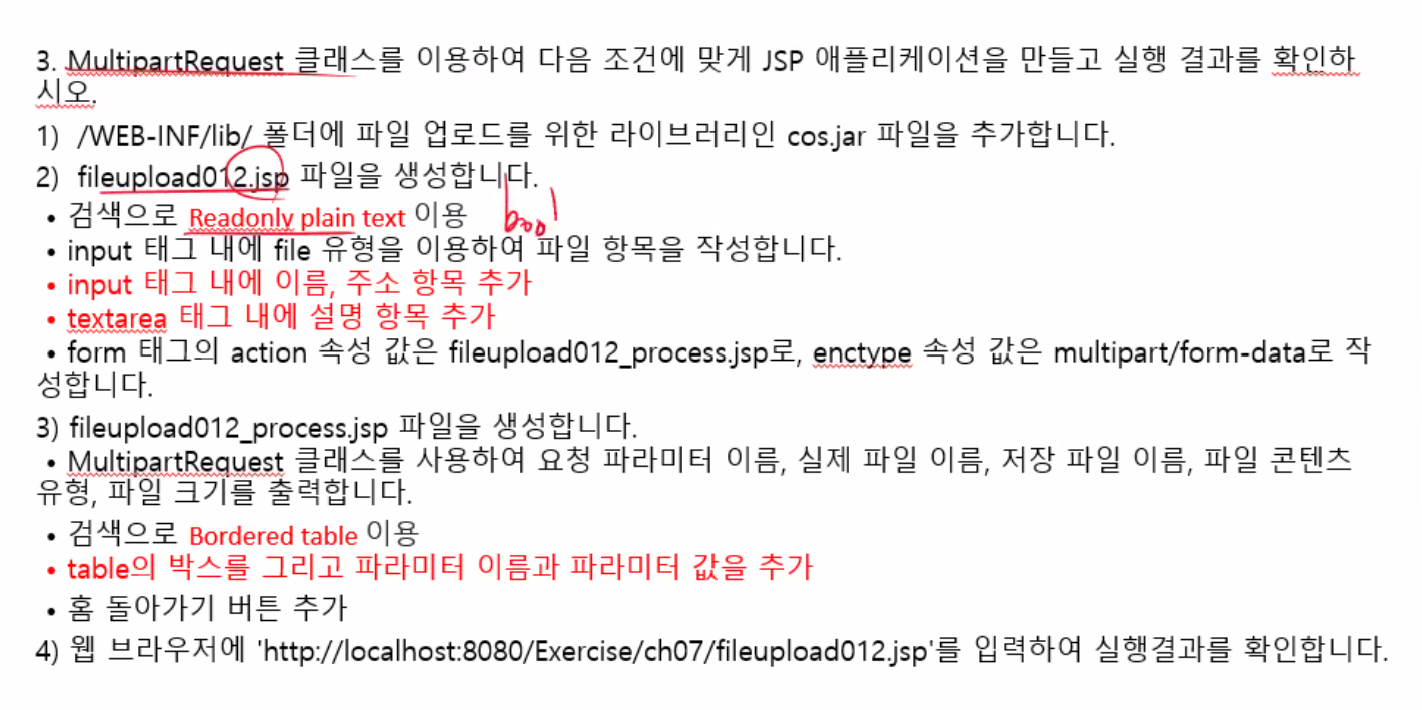 3. MultipartRequest 클래스를 이용하여 다음 조건에 맞게 JSP 애플리케이션을 만들고 실행 결과를 확인하
시오.
1) /WEB-INF/lib/ 폴더에 파일 업로드를 위한 라이브러리인 cos.jar 파일을 추가합니다.
2) fileupload012.jsp 파일을 생성합니다.
• 검색으로 Readonly plain text 이용
• input 태그 내에 file 유형을 이용하여 파일 항목을 작성합니다.
• input 태그 내에 이름, 주소 항목 추가
• textarea 태그 내에 설명 항목 추가
• form 태그의 action 속성 값은 fileupload012_process.jsp로, enctype 속성 값은 multipart/form-data로 작
성합니다.
3) fileupload012_process.jsp 파일을 생성합니다.
• MultipartRequest 클래스를 사용하여 요청 파라미터 이름, 실제 파일 이름, 저장 파일 이름, 파일 콘텐츠
유형, 파일 크기를 출력합니다.
• 검색으로 Bordered table 이용
• table의 박스를 그리고 파라미터 이름과 파라미터 값을 추가
• 홈 돌아가기 버튼 추가
4) 웹 브라우저에 'http://localhost:8080/Exercise/ch07/fileupload012.jsp'를 입력하여 실행결과를 확인합니다.